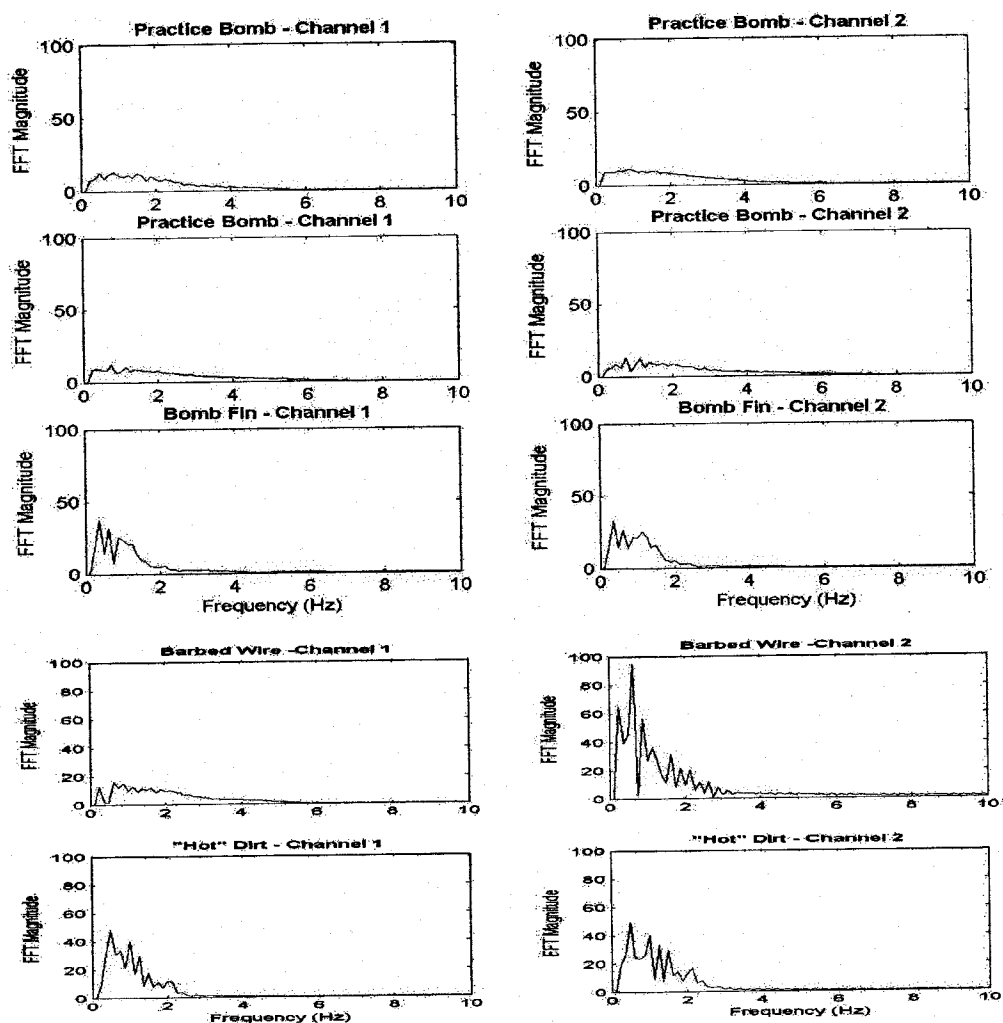 Practice Bomb - Channel 1
100
50
0
FFT Magnitude
0 2 4 6 8 10
Practice Bomb - Channel 2
100
50
0
FFT Magnitude
0 2 4 6 8 10
Practice Bomb - Channel 1
100
50
0
FFT Magnitude
0 2 4 6 8 10
Practice Bomb - Channel 2
100
50
0
FFT Magnitude
0 2 4 6 8 10
Bomb Fin - Channel 1
100
50
0
FFT Magnitude
0 2 4 6 8 10
Frequency (Hz)
Bomb Fin - Channel 2
100
50
0
FFT Magnitude
0 2 4 6 8 10
Frequency (Hz)
Barbed Wire -Channel 1
100
80
60
40
20
0
FFT Magnitude
0 2 4 6 8 10
Barbed Wire -Channel 2
100
80
60
40
20
0
FFT Magnitude
0 2 4 6 8 10
"Hot" Dirt - Channel 1
100
80
60
40
20
0
FFT Magnitude
0 2 4 6 8 10
Frequency (Hz)
"Hot" Dirt - Channel 2
100
80
60
40
20
0
FFT Magnitude
0 2 4 6 8 10
Frequency (Hz)